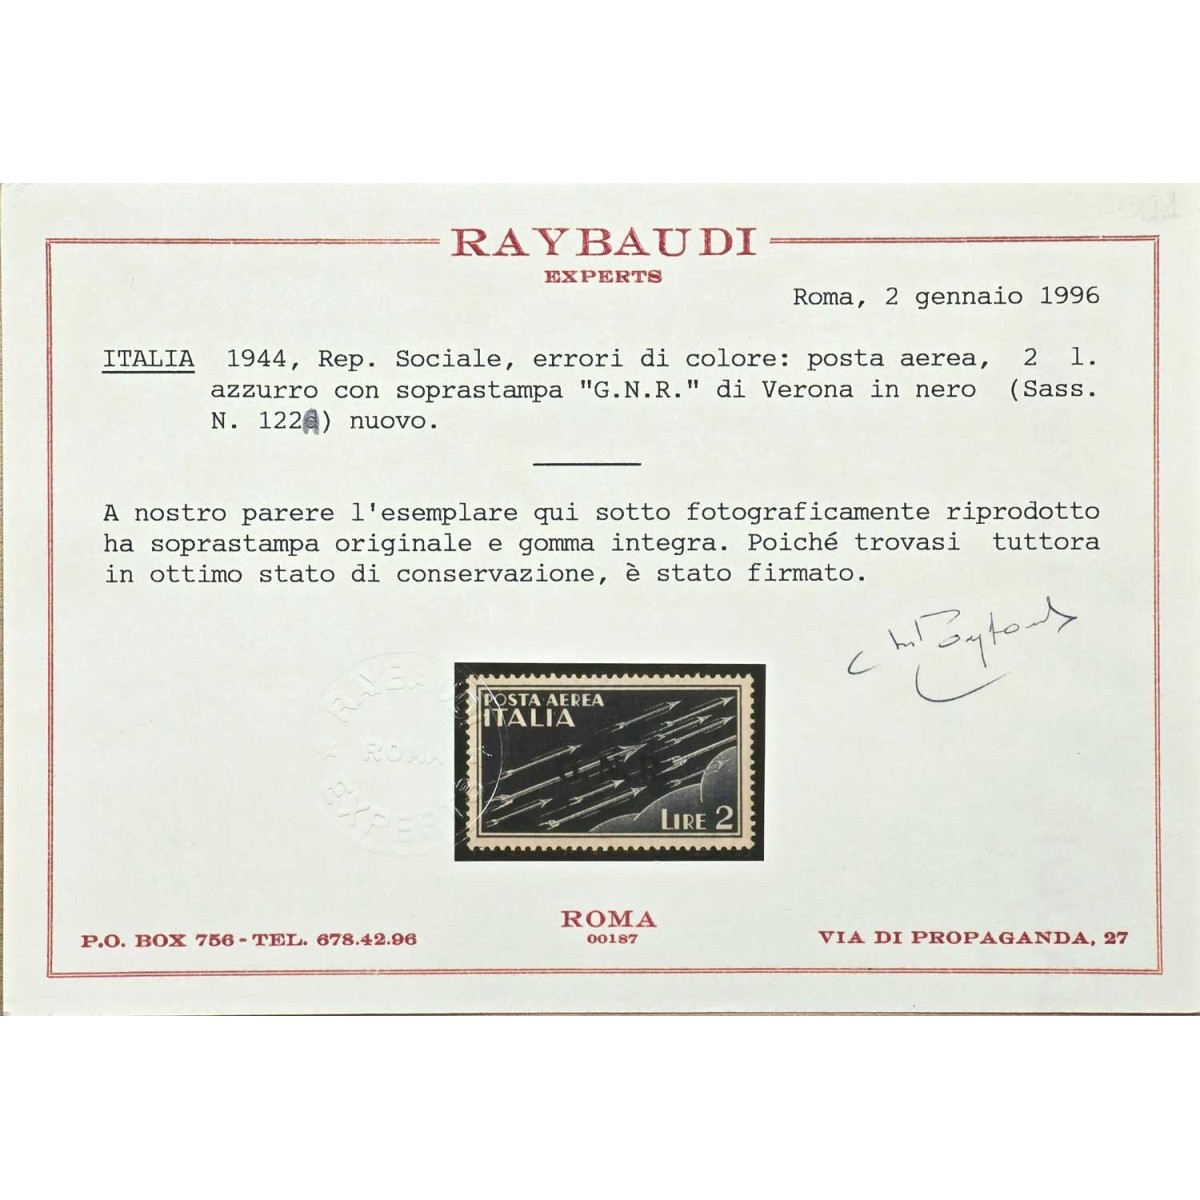 RAYBAUDI
EXPERTS
Roma, 2 gennaio 1996
ITALIA 1944, Rep. Sociale, errori di colore: posta aerea, 2 l.
azzurro con soprastampa "G.N.R." di Verona in nero (Sass.
N. 122) nuovo.
A nostro parere l'esemplare qui sotto fotograficamente riprodotto
ha soprastampa originale e gomma integra. Poiché trovasi tuttora
in ottimo stato di conservazione, è stato firmato.
POSTA·AEREA
ITALIA
G.N.R.
LIRE 2
ROMA
ROMA
00187
P.O. BOX 756 - TEL. 678.42.96
VIA DI PROPAGANDA, 27